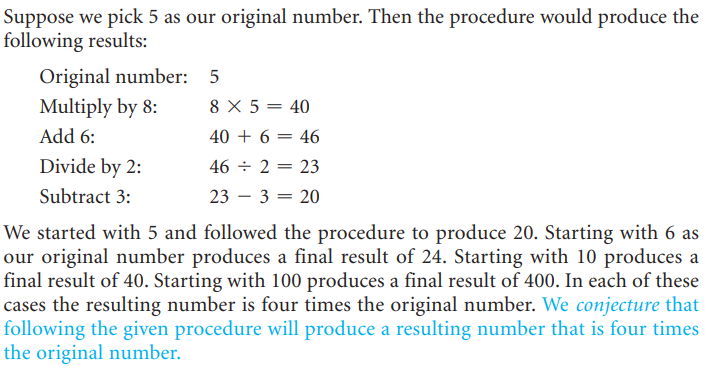 Suppose we pick 5 as our original number. Then the procedure would produce the
following results:
Original number: 5
Multiply by 8: 8 × 5 = 40
Add 6: 40 + 6 = 46
Divide by 2: 46 ÷ 2 = 23
Subtract 3: 23 − 3 = 20
We started with 5 and followed the procedure to produce 20. Starting with 6 as
our original number produces a final result of 24. Starting with 10 produces a
final result of 40. Starting with 100 produces a final result of 400. In each of these
cases the resulting number is four times the original number. We conjecture that
following the given procedure will produce a resulting number that is four times
the original number.